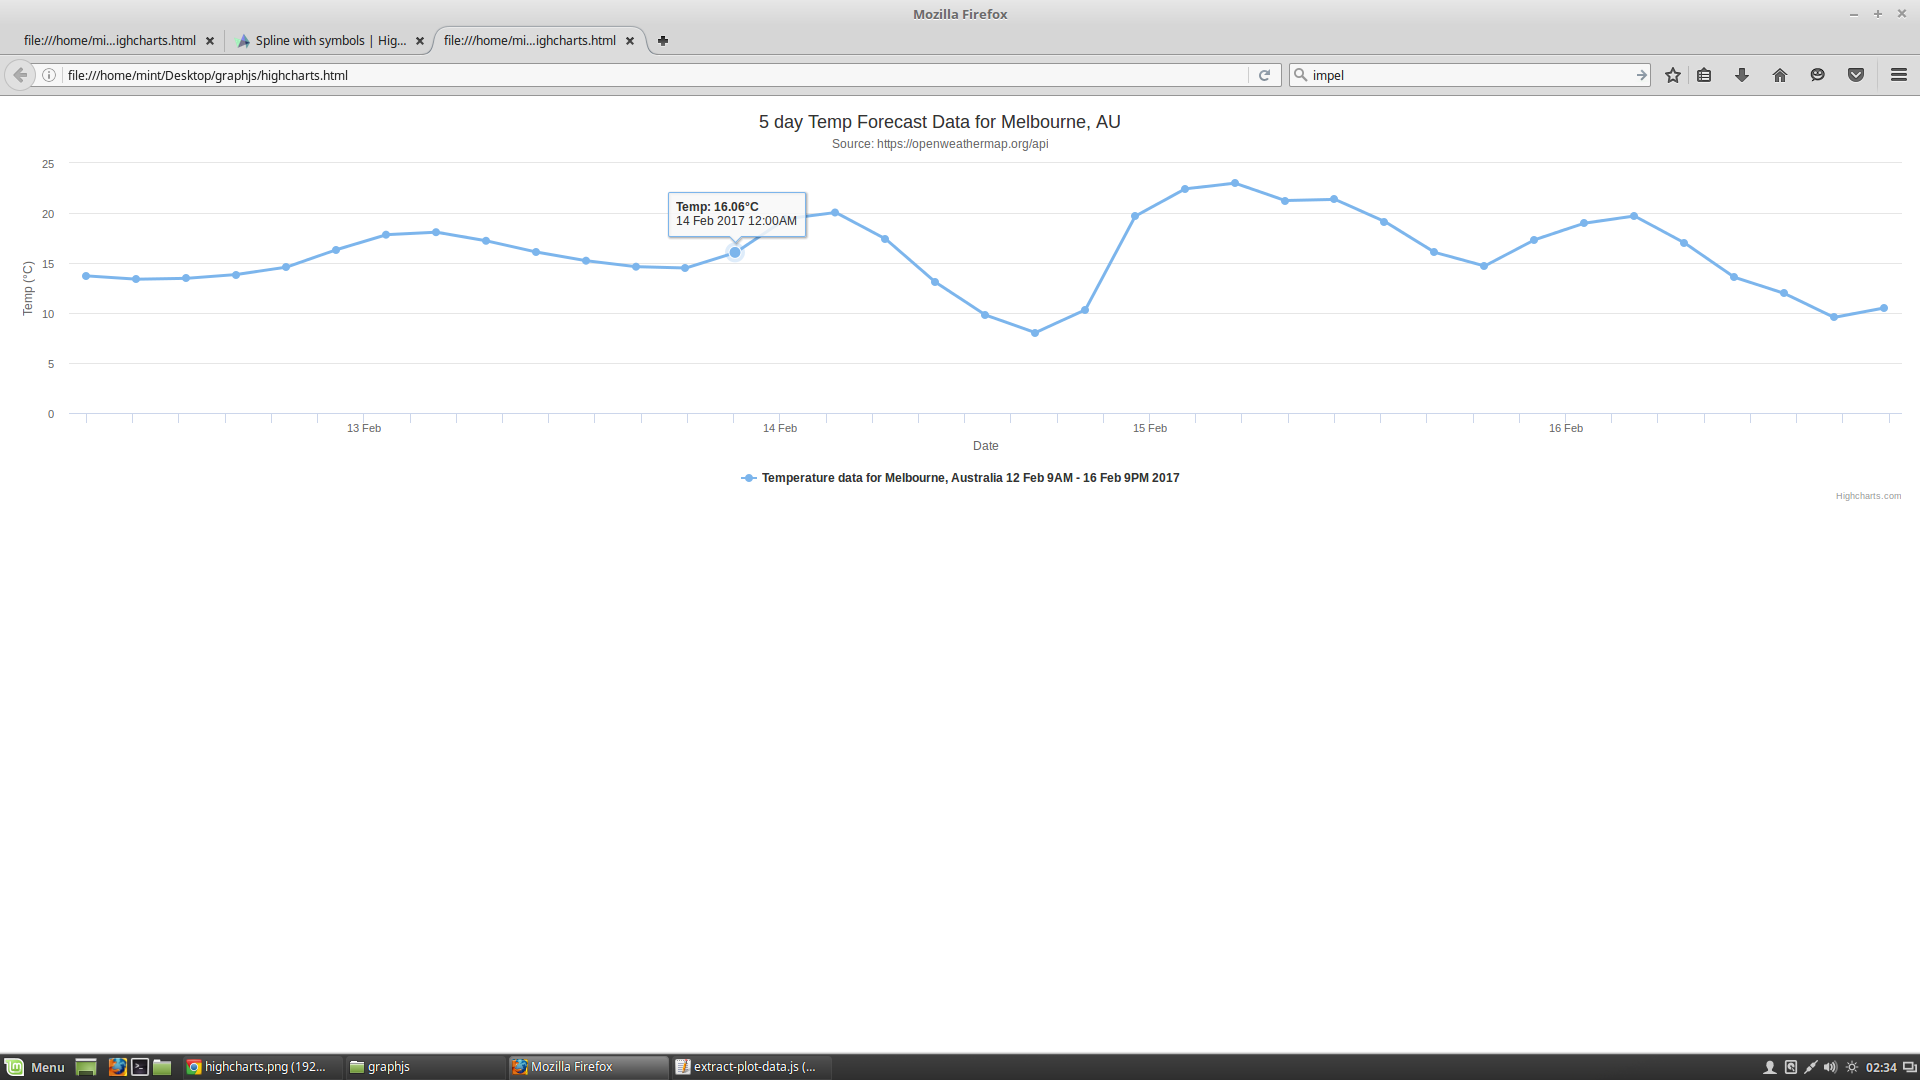 Mozilla Firefox
file:///home/mi...ighcharts.html
Spline with symbols | Hig...
file:///home/mi...ighcharts.html
file:///home/mint/Desktop/graphjs/highcharts.html
impel
5 day Temp Forecast Data for Melbourne, AU
Source: https://openweathermap.org/api
25
20
15
10
5
0
Temp (°C)
Temp: 16.06°C
14 Feb 2017 12:00AM
13 Feb
14 Feb
15 Feb
16 Feb
Date
Temperature data for Melbourne, Australia 12 Feb 9AM - 16 Feb 9PM 2017
Highcharts.com
Menu
highcharts.png (192...
graphjs
Mozilla Firefox
extract-plot-data.js (...
02:34